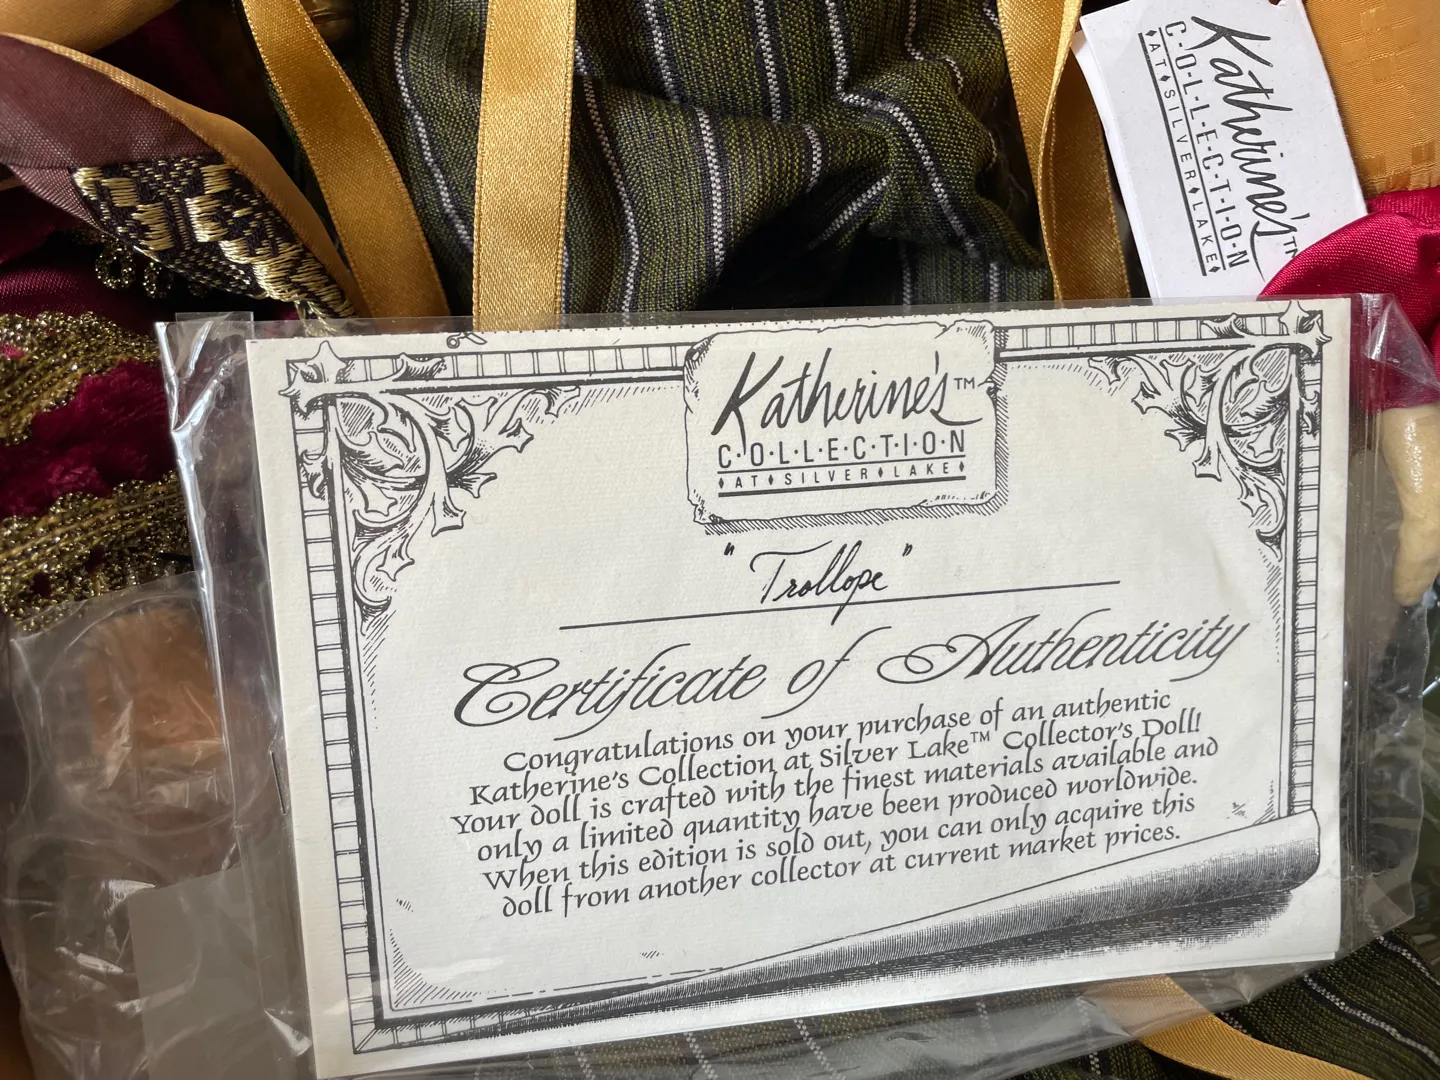 Katherine's™
C·O·L·L·E·C·T·I·O·N
♦AT♦SILVER♦LAKE♦
Katherine's™
C·O·L·L·E·C·T·I·O·N
♦AT♦SILVER♦LAKE♦
"Trollope"
Certificate of Authenticity
Congratulations on your purchase of an authentic
Katherine's Collection at Silver Lake™ Collector's Doll!
Your doll is crafted with the finest materials available and
only a limited quantity have been produced worldwide.
When this edition is sold out, you can only acquire this
doll from another collector at current market prices.